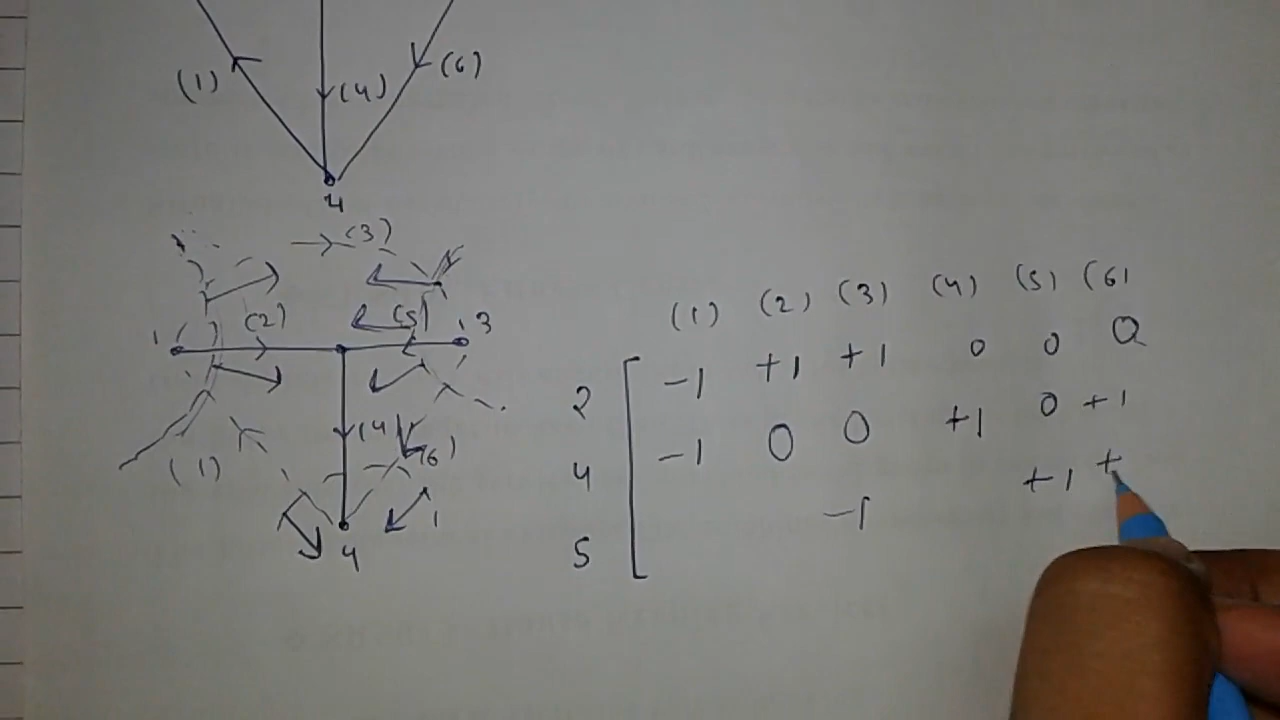 (1) (4) (6)
4
(3)
(2) (5)
1 3
(4)
(1) (6)
1
4
(1) (2) (3) (4) (5) (6)
2 -1 +1 +1 0 0 0
4 -1 0 0 +1 0 +1
5 -1 +1 +